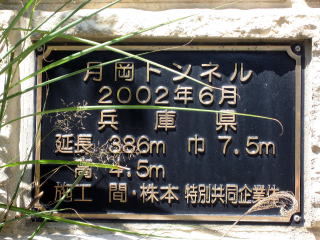 月岡トンネル
2002年6月
兵庫県
延長 386m 巾 7.5m
高 4.5m
施工 間・株本 特別共同企業体